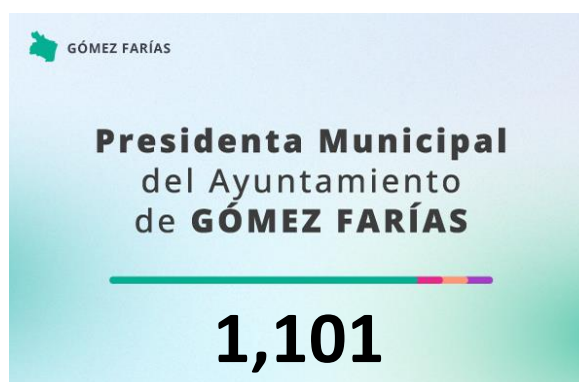 GÓMEZ FARÍAS
Presidenta Municipal
del Ayuntamiento
de GÓMEZ FARÍAS
1,101